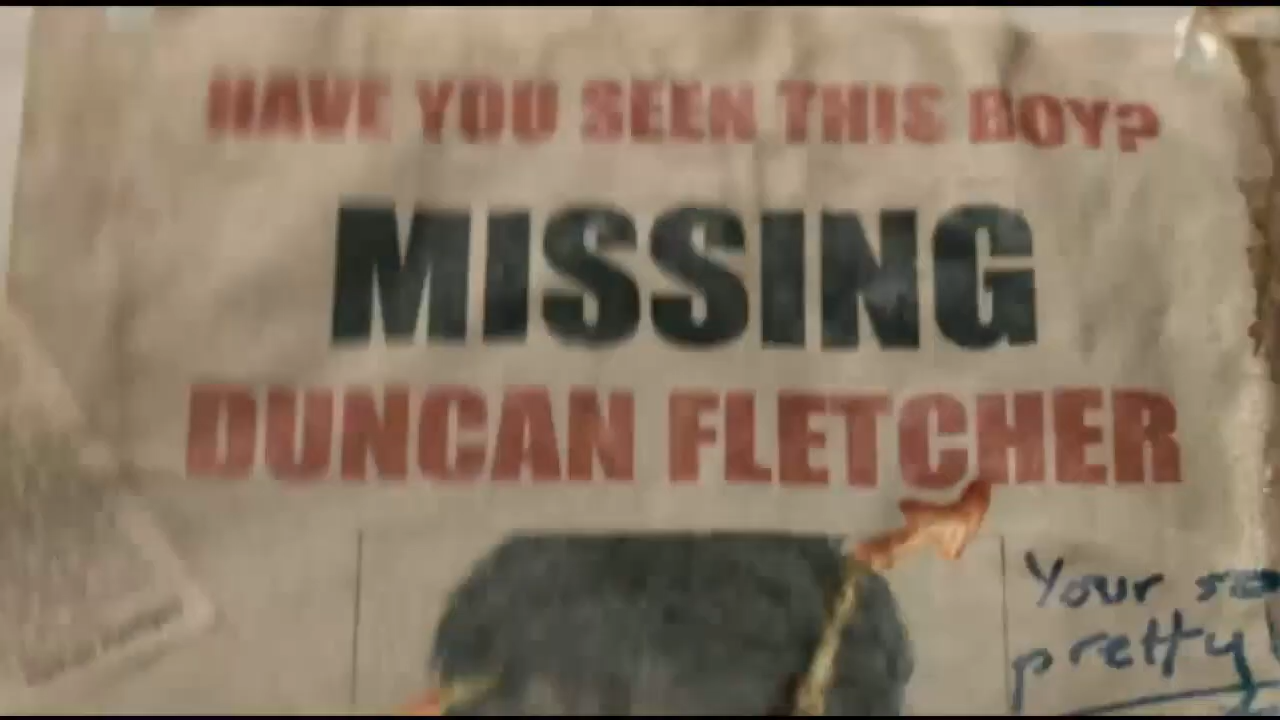 HAVE YOU SEEN THIS BOY?
MISSING
DUNCAN FLETCHER
Your
pretty